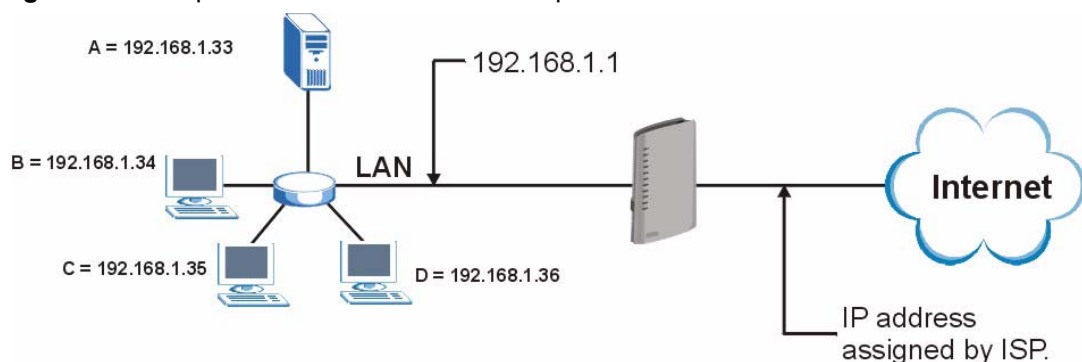 A = 192.168.1.33
192.168.1.1
B = 192.168.1.34
LAN
Internet
C = 192.168.1.35
D = 192.168.1.36
IP address
assigned by ISP.